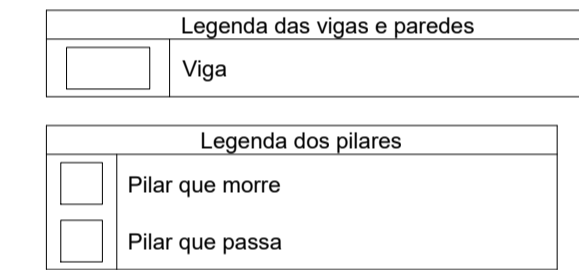 Legenda das vigas e paredes
Viga
Legenda dos pilares
Pilar que morre
Pilar que passa